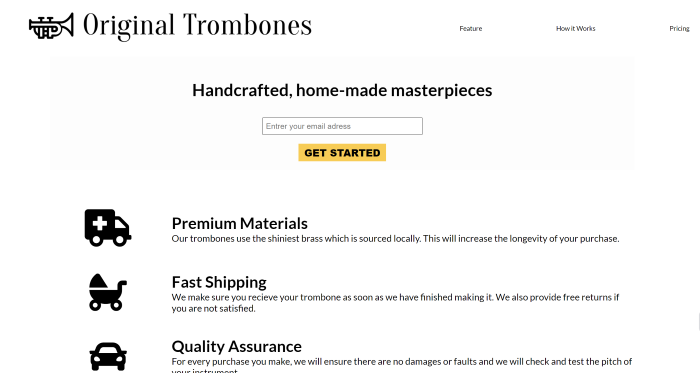 Original Trombones
Feature
How it Works
Pricing
Handcrafted, home-made masterpieces
Entrer your email adress
GET STARTED
Premium Materials
Our trombones use the shiniest brass which is sourced locally. This will increase the longevity of your purchase.
Fast Shipping
We make sure you recieve your trombone as soon as we have finished making it. We also provide free returns if
you are not satisfied.
Quality Assurance
For every purchase you make, we will ensure there are no damages or faults and we will check and test the pitch of
your instrument.